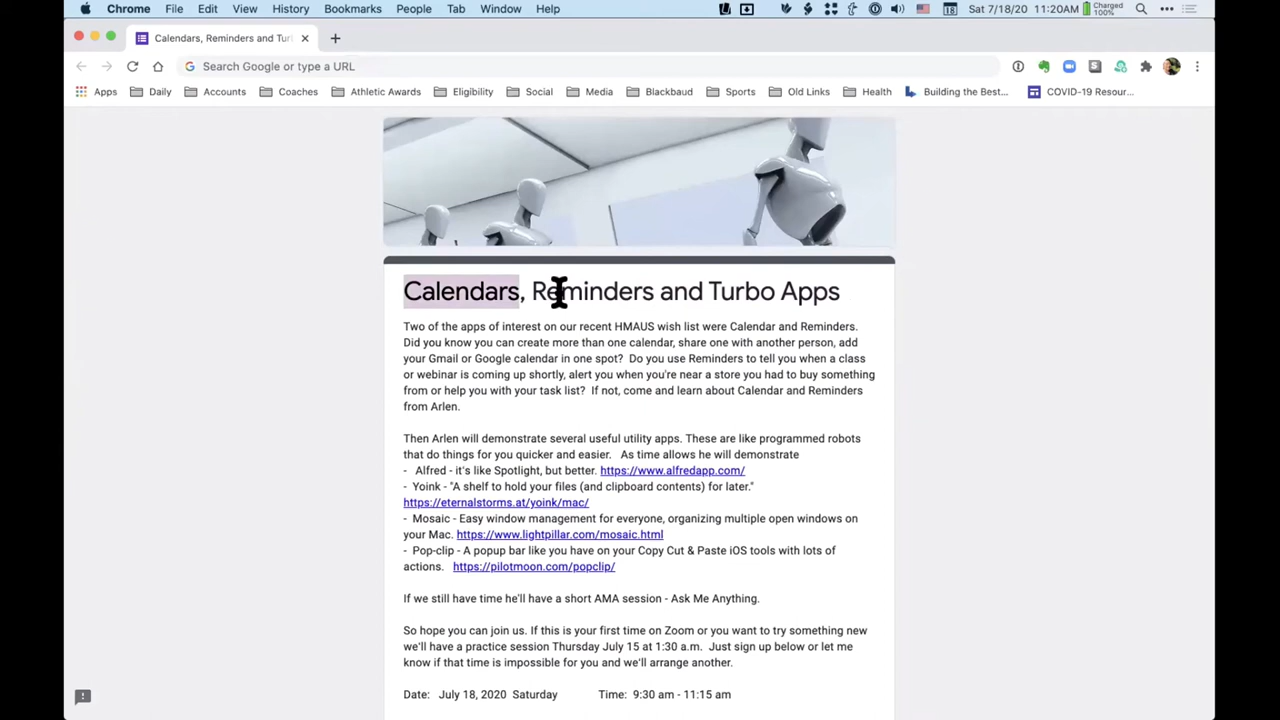 Chrome File Edit View History Bookmarks People Tab Window Help Sat 7/18/20 11:20AM Charged 100%
Calendars, Reminders and Tur
Search Google or type a URL
Apps Daily Accounts Coaches Athletic Awards Eligibility Social Media Blackbaud Sports Old Links Health Building the Best... COVID-19 Resour...
Calendars, Reminders and Turbo Apps
Two of the apps of interest on our recent HMAUS wish list were Calendar and Reminders.
Did you know you can create more than one calendar, share one with another person, add
your Gmail or Google calendar in one spot? Do you use Reminders to tell you when a class
or webinar is coming up shortly, alert you when you're near a store you had to buy something
from or help you with your task list? If not, come and learn about Calendar and Reminders
from Arlen.
Then Arlen will demonstrate several useful utility apps. These are like programmed robots
that do things for you quicker and easier. As time allows he will demonstrate
- Alfred - it's like Spotlight, but better. https://www.alfredapp.com/
- Yoink - "A shelf to hold your files (and clipboard contents) for later."
https://eternalstorms.at/yoink/mac/
- Mosaic - Easy window management for everyone, organizing multiple open windows on
your Mac. https://www.lightpillar.com/mosaic.html
- Pop-clip - A popup bar like you have on your Copy Cut & Paste iOS tools with lots of
actions. https://pilotmoon.com/popclip/
If we still have time he'll have a short AMA session - Ask Me Anything.
So hope you can join us. If this is your first time on Zoom or you want to try something new
we'll have a practice session Thursday July 15 at 1:30 a.m. Just sign up below or let me
know if that time is impossible for you and we'll arrange another.
Date: July 18, 2020 Saturday Time: 9:30 am - 11:15 am